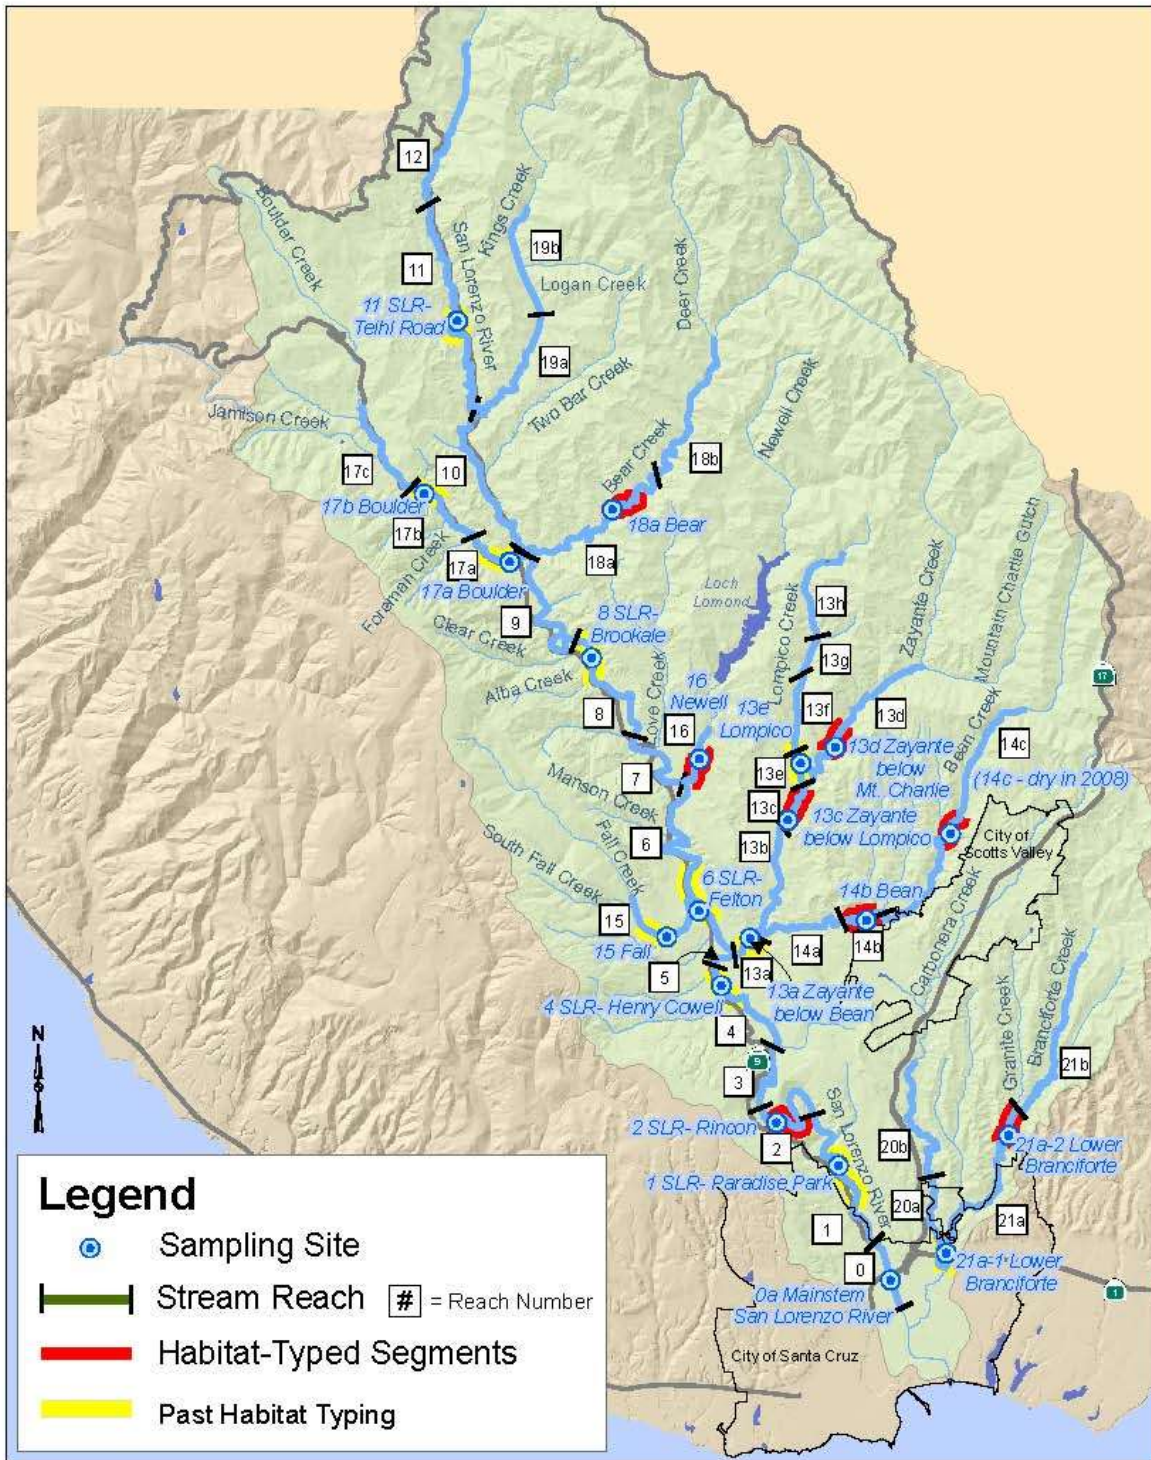 12
Boulder Creek
San Lorenzo River
Kings Creek
19b
Logan Creek
Deer Creek
11
11 SLR-
Teihl Road
19a
Two Bar Creek
Newell Creek
Jamison Creek
17c
10
Bear Creek
18b
17b Boulder
18a Bear
17b
Foreman Creek
17a
17a Boulder
18a
Loch
Lomond
Lompico Creek
13h
Zayante Creek
Mountain Charlie Gulch
9
Clear Creek
8 SLR-
Brookale
13g
17
Alba Creek
Love Creek
16
Newell
13e
Lompico
13f
13d
Bean Creek
14c
8
16
13d Zayante
below
Mt. Charlie
(14c - dry in 2008)
7
Manson Creek
13e
13c
13c Zayante
below Lompico
City of
Scotts Valley
6
13b
Fall Creek
South Fall Creek
6 SLR-
Felton
14b Bean
Carbonera Creek
15
15 Fall
14a
14b
5
13a
13a Zayante
below Bean
4 SLR- Henry Cowell
Granite Creek
Branciforte Creek
4
N
9
3
21b
San Lorenzo River
2 SLR- Rincon
2
20b
21a-2 Lower
Branciforte
1 SLR- Paradise Park
20a
21a
1
0
21a-1 Lower
Branciforte
0a Mainstem
San Lorenzo River
1
City of Santa Cruz
Legend
Sampling Site
Stream Reach # = Reach Number
Habitat-Typed Segments
Past Habitat Typing